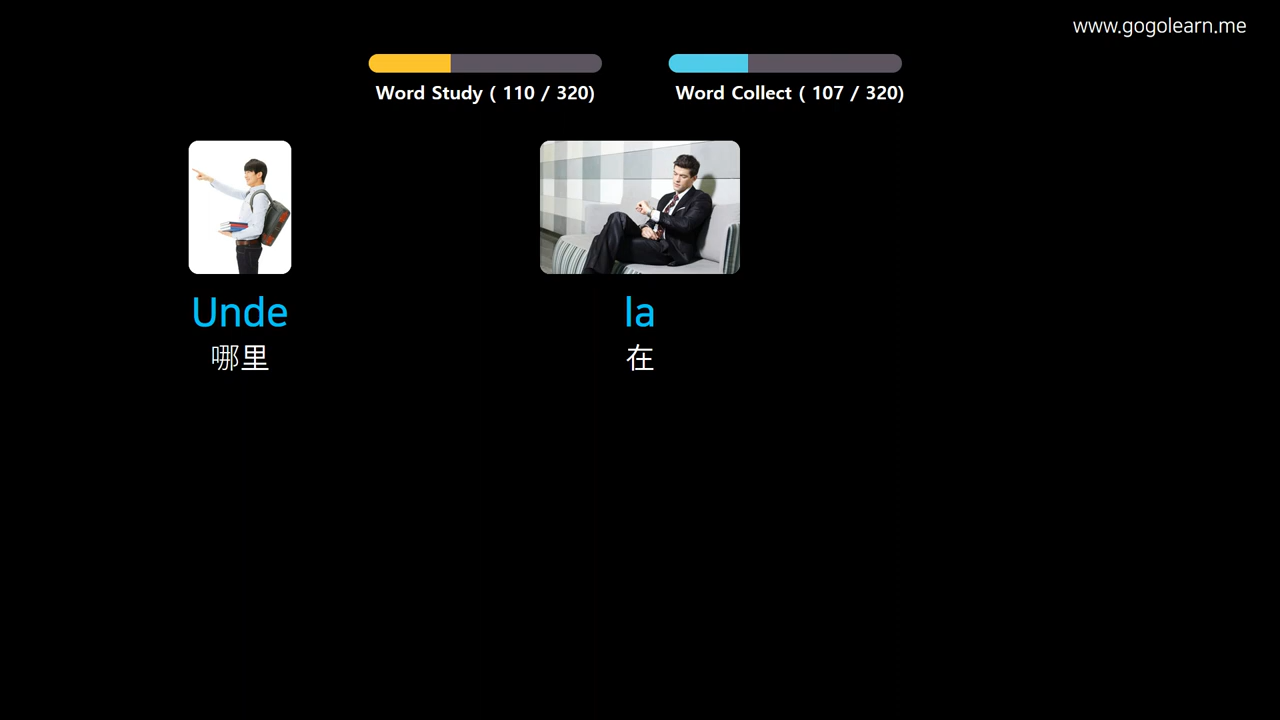 www.gogolearn.me
Word Study ( 110 / 320)
Word Collect ( 107 / 320)
Unde
la
哪里
在